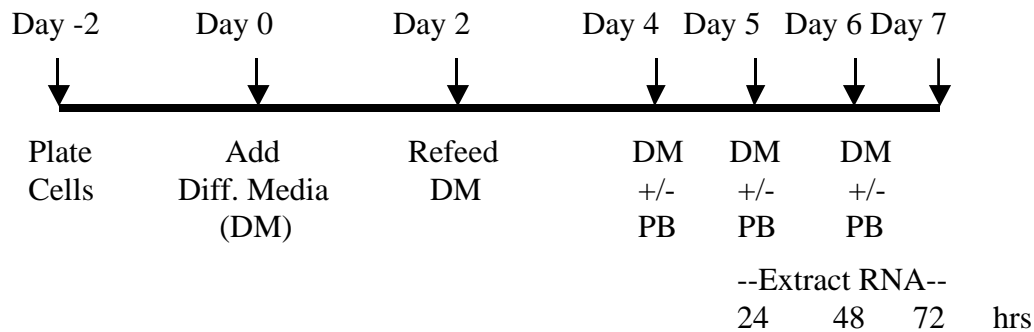 Day -2 Day 0 Day 2 Day 4 Day 5 Day 6 Day 7
Plate Add Refeed DM DM DM
Cells Diff. Media DM +/- +/- +/-
(DM) PB PB PB
--Extract RNA--
24 48 72 hrs